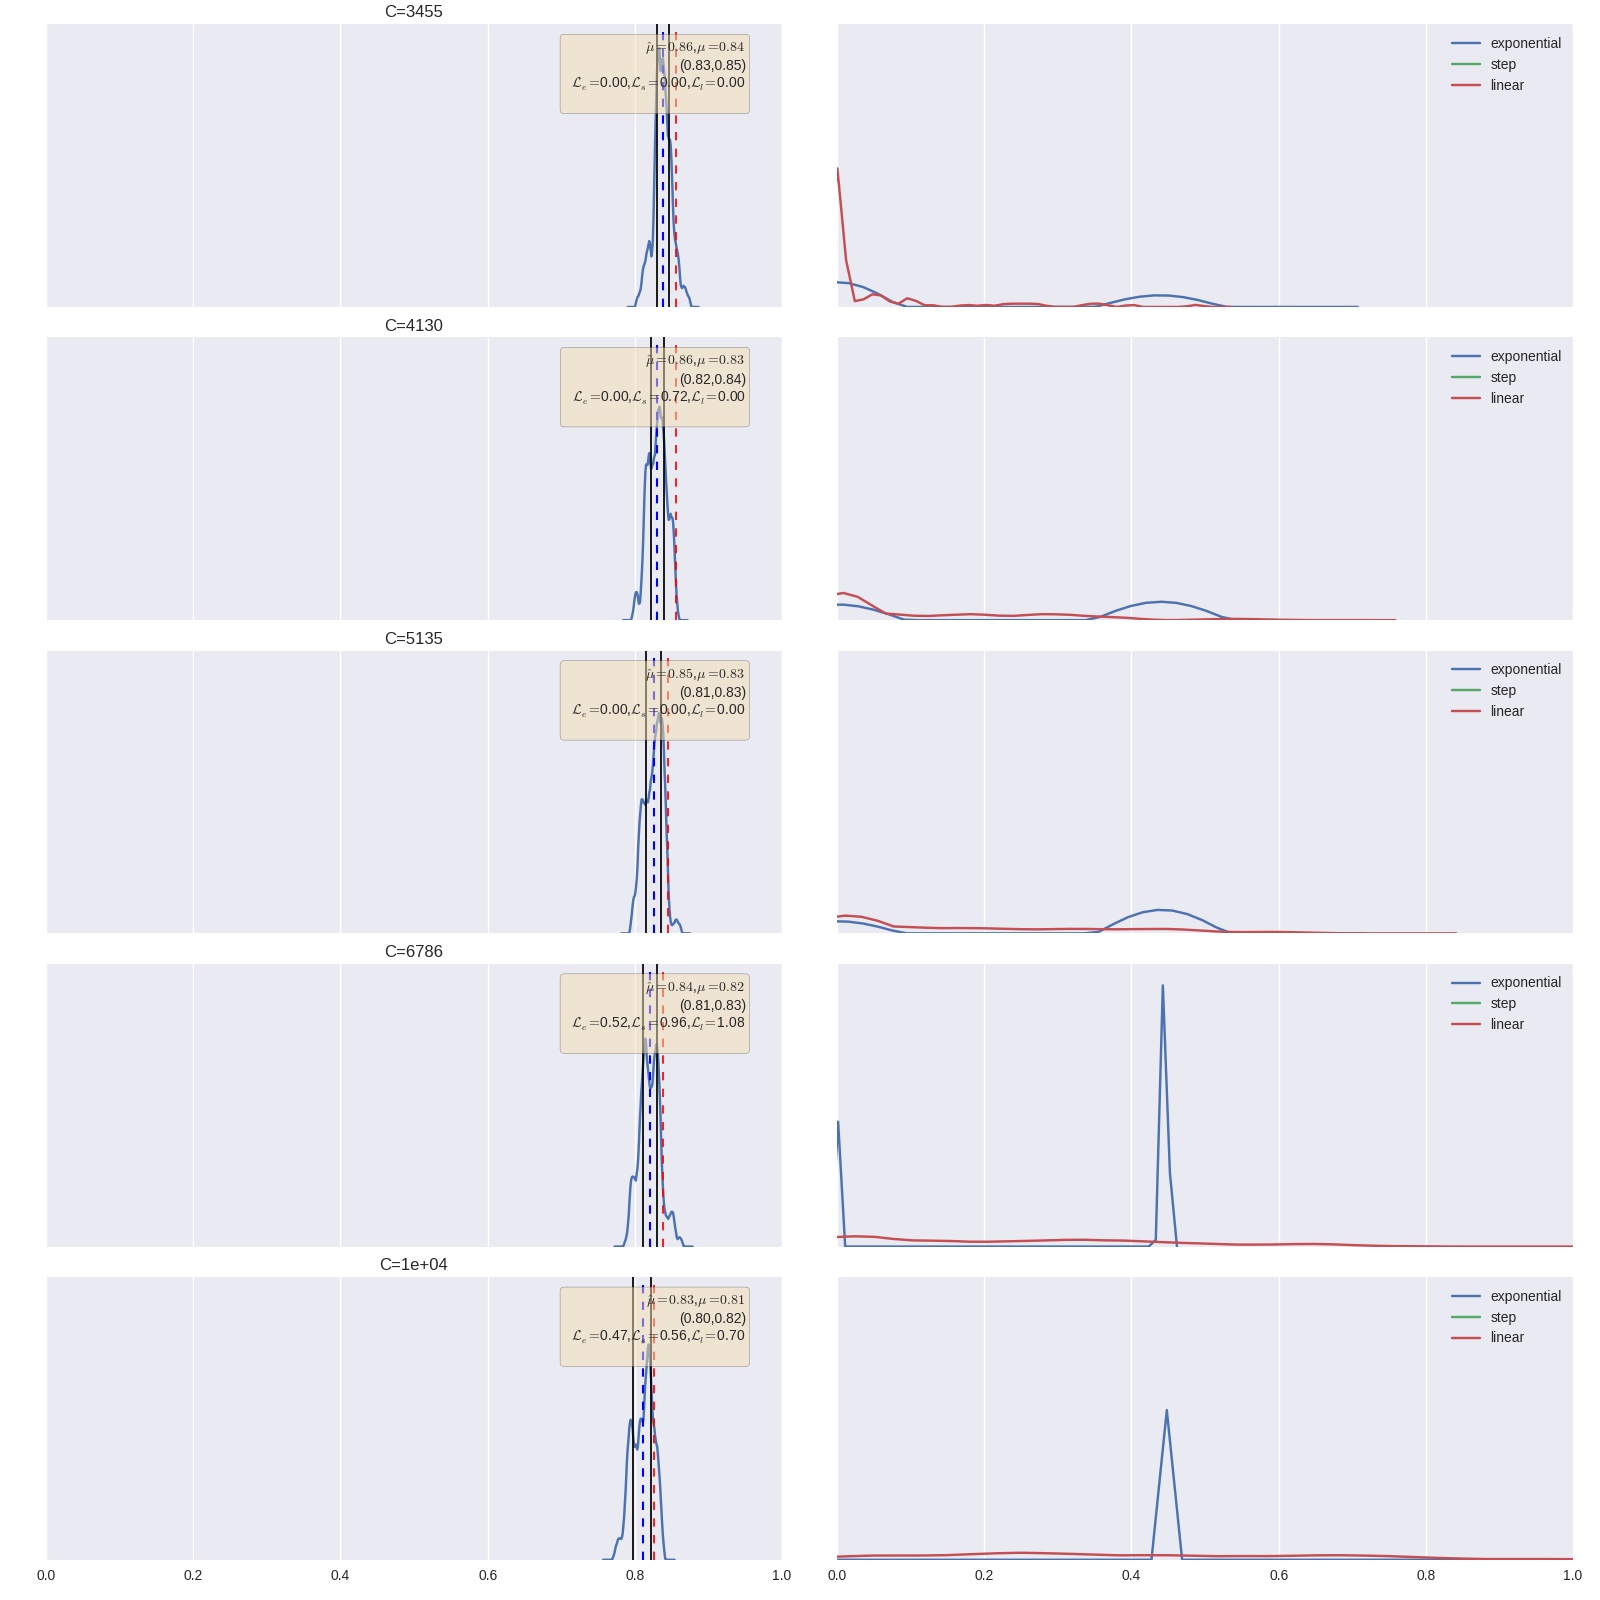 C=3455
μ̂=0.86,μ=0.84
(0.83,0.85)
ℒₑ=0.00,ℒₛ=0.00,ℒₗ=0.00
exponential
step
linear
C=4130
μ̂=0.86,μ=0.83
(0.82,0.84)
ℒₑ=0.00,ℒₛ=0.72,ℒₗ=0.00
exponential
step
linear
C=5135
μ̂=0.85,μ=0.83
(0.81,0.83)
ℒₑ=0.00,ℒₛ=0.00,ℒₗ=0.00
exponential
step
linear
C=6786
μ̂=0.84,μ=0.82
(0.81,0.83)
ℒₑ=0.52,ℒₛ=0.96,ℒₗ=1.08
exponential
step
linear
C=1e+04
μ̂=0.83,μ=0.81
(0.80,0.82)
ℒₑ=0.47,ℒₛ=0.56,ℒₗ=0.70
exponential
step
linear
0.0 0.2 0.4 0.6 0.8 1.0
0.0 0.2 0.4 0.6 0.8 1.0